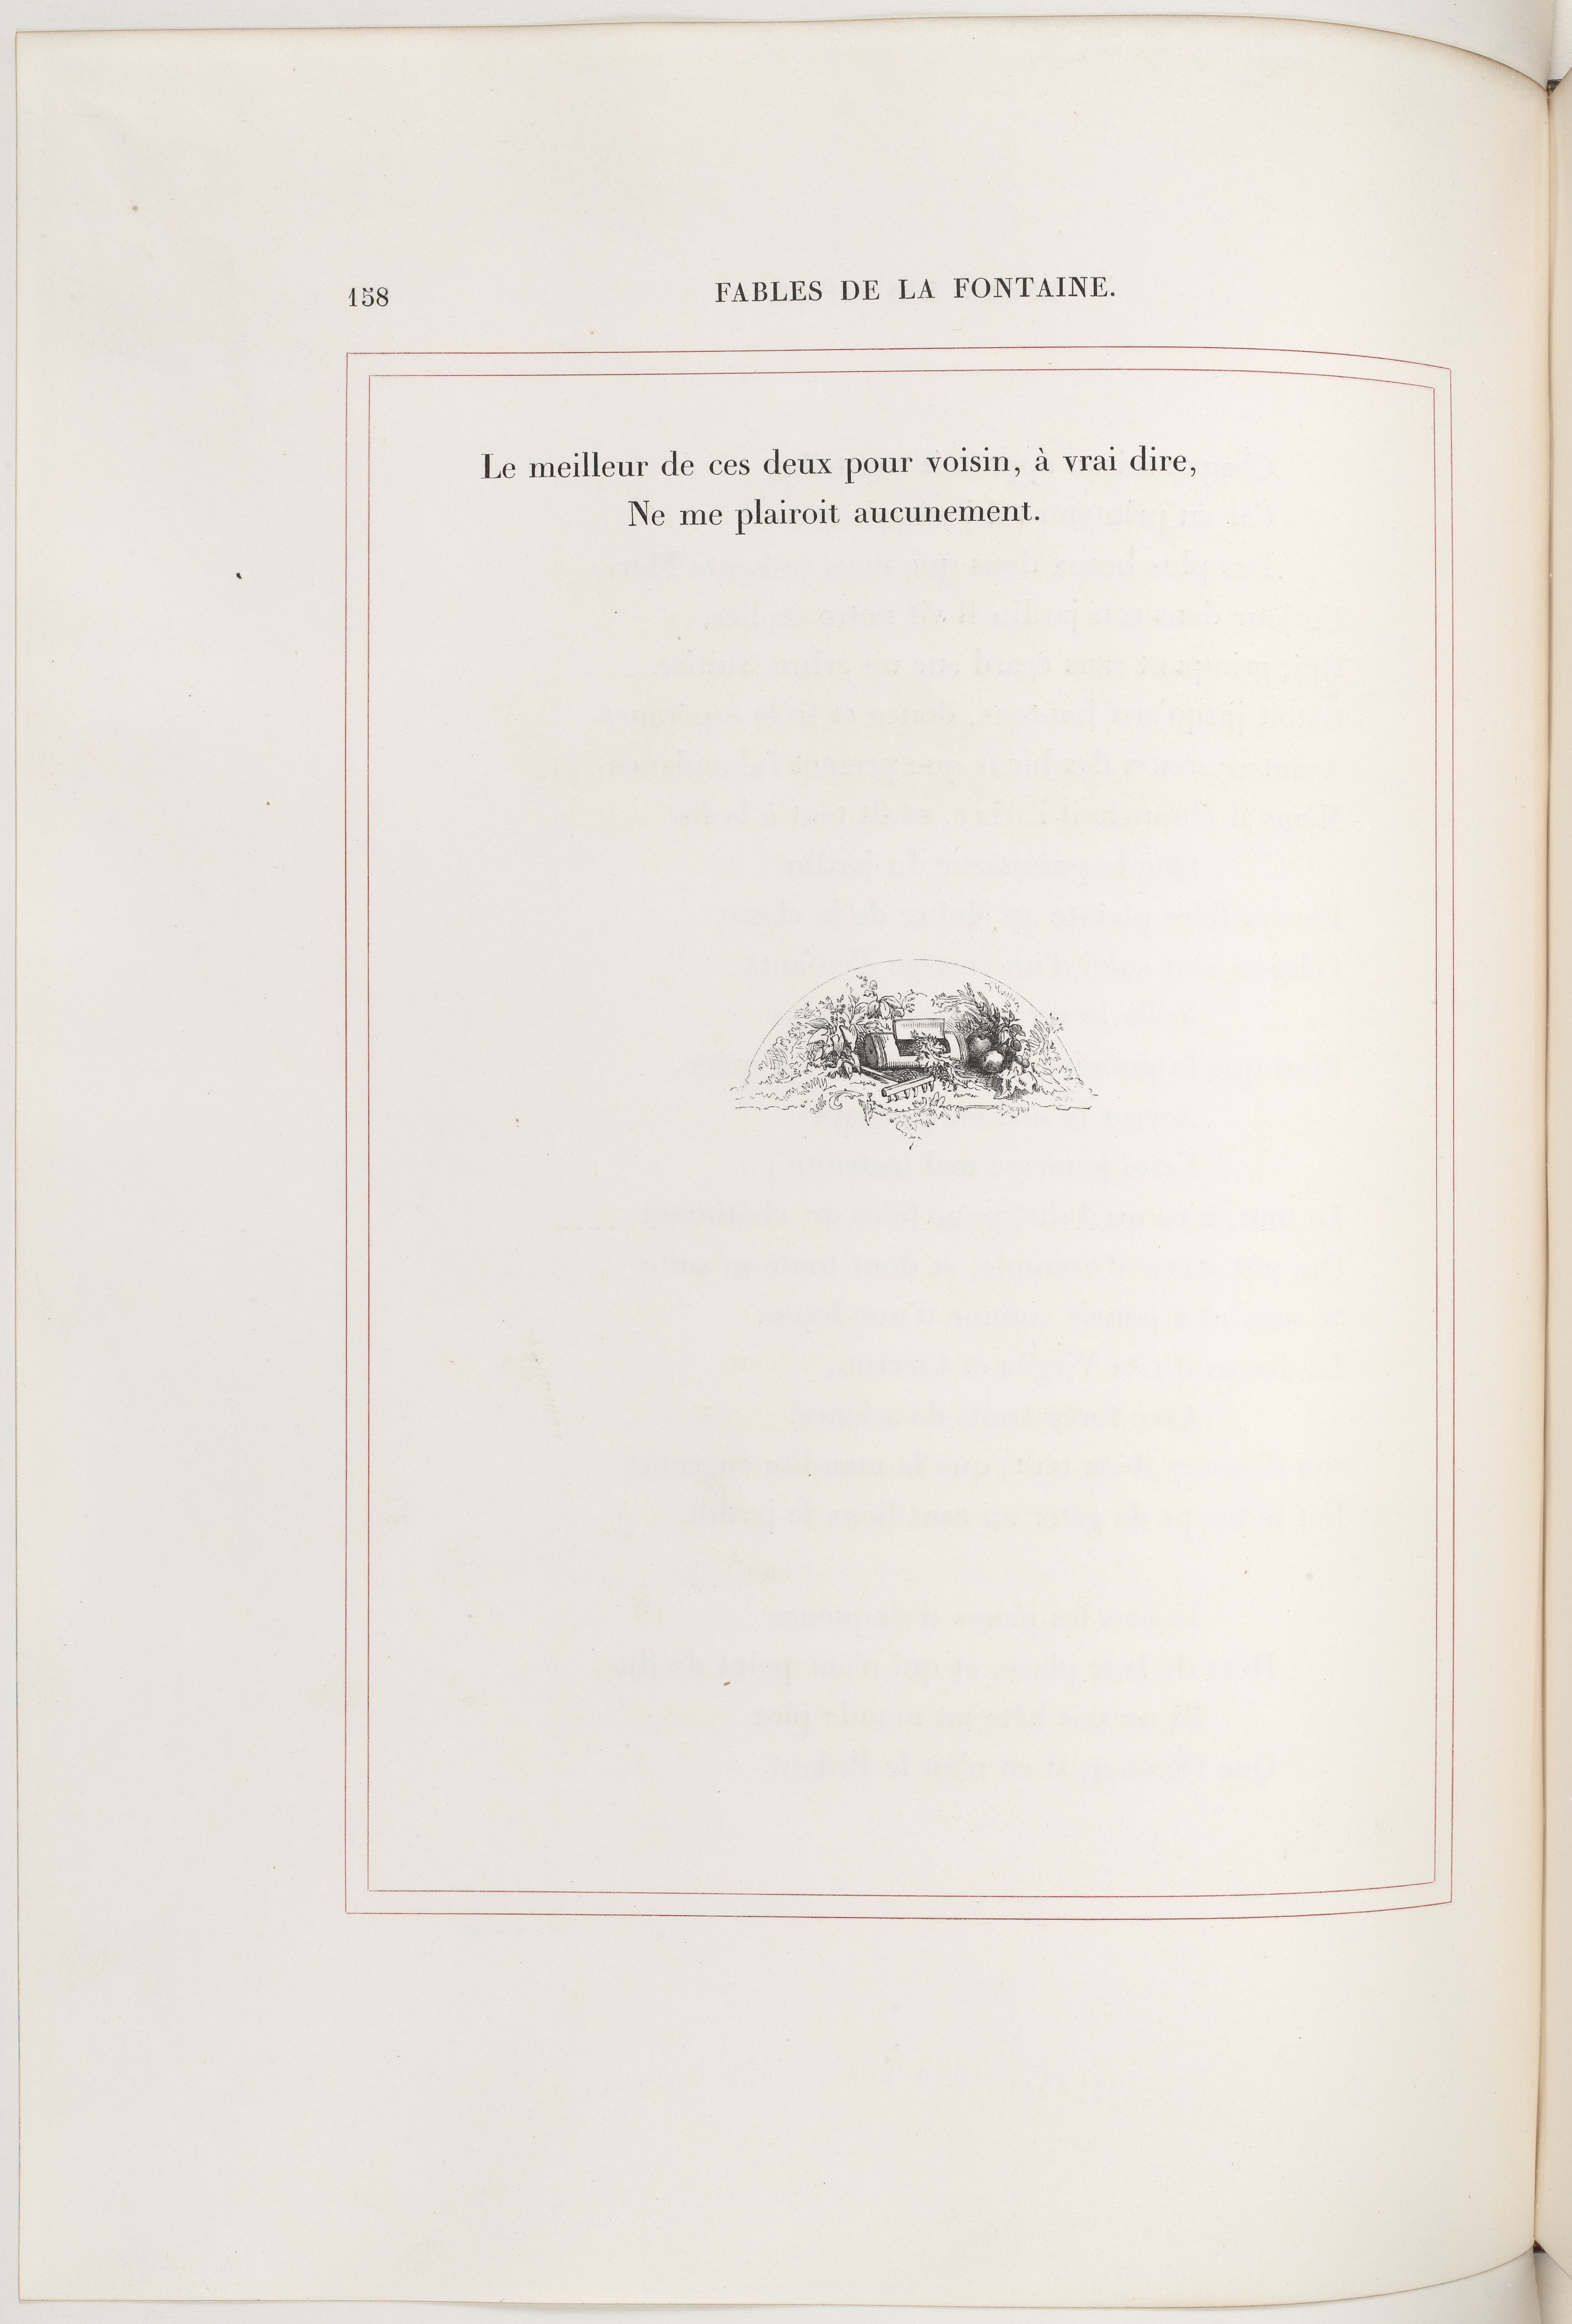 158
FABLES DE LA FONTAINE.
Le meilleur de ces deux pour voisin, à vrai dire,
Ne me plairoit aucunement.